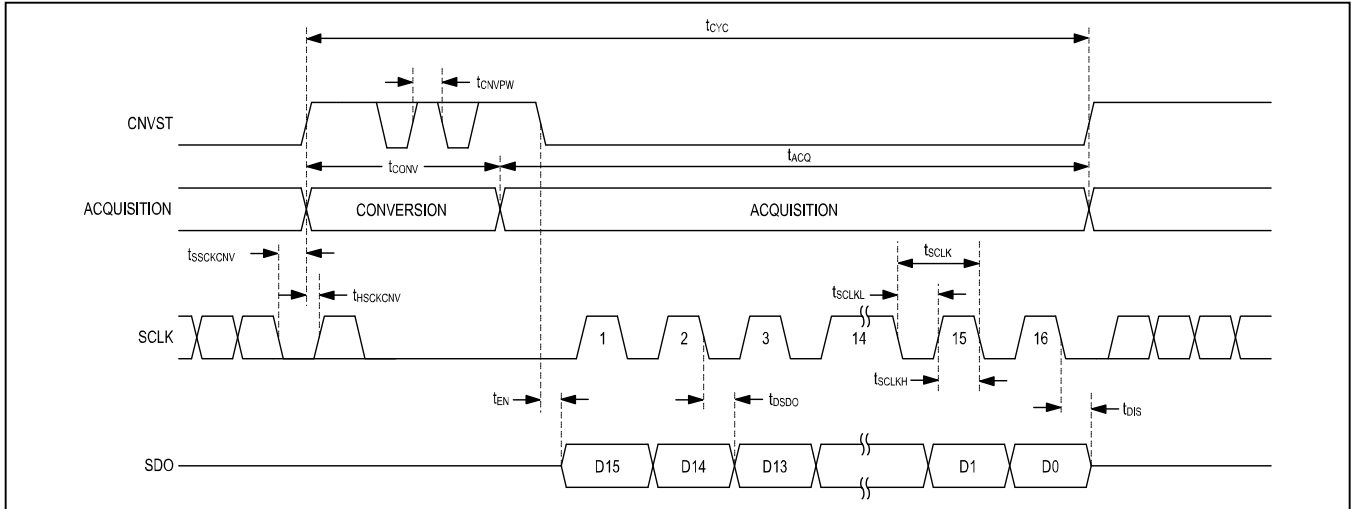 tCYC
tCNVPW
CNVST
tCONV
tACQ
ACQUISITION
CONVERSION
ACQUISITION
tSSCKCNV
tSCLK
tHSCKCNV
tSCLKL
SCLK
1
2
3
14
15
16
tSCLKH
tEN
tDSDO
tDIS
SDO
D15
D14
D13
D1
D0